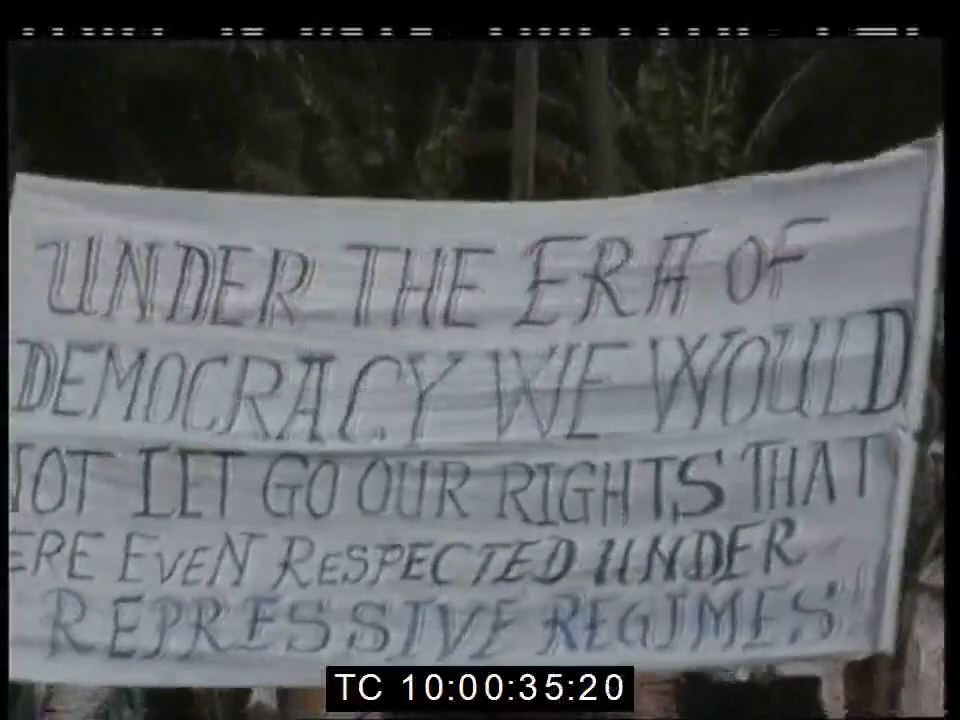 UNDER THE ERA OF
DEMOCRACY WE WOULD
NOT LET GO OUR RIGHTS THAT
ERE EVEN RESPECTED UNDER
REPRESSIVE REGIMES"
TC 10:00:35:20